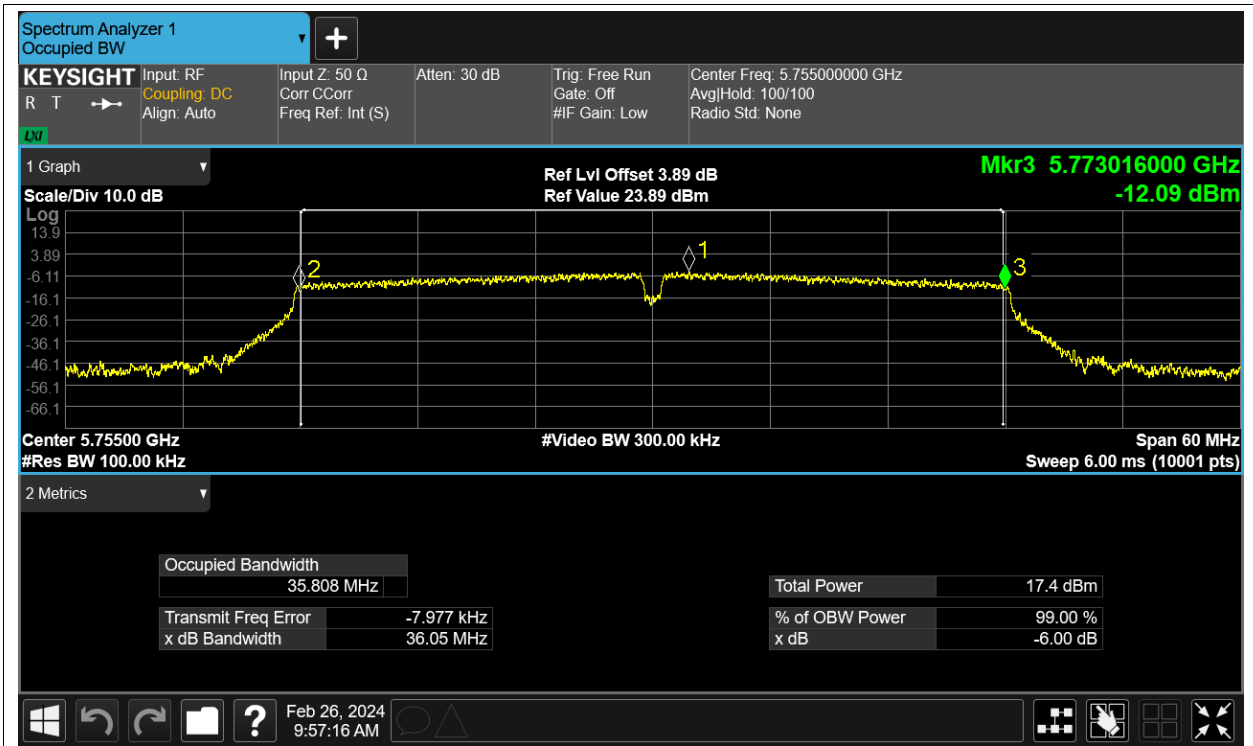 Spectrum Analyzer 1
Occupied BW
KEYSIGHT
R T
LXI
Input: RF
Coupling: DC
Align: Auto
Input Z: 50 Ω
Corr CCorr
Freq Ref: Int (S)
Atten: 30 dB
Trig: Free Run
Gate: Off
#IF Gain: Low
Center Freq: 5.755000000 GHz
Avg|Hold: 100/100
Radio Std: None
1 Graph
Scale/Div 10.0 dB
Ref Lvl Offset 3.89 dB
Ref Value 23.89 dBm
Mkr3 5.773016000 GHz
-12.09 dBm
Log
13.9
3.89
-6.11
-16.1
-26.1
-36.1
-46.1
-56.1
-66.1
2
1
3
Center 5.75500 GHz
#Video BW 300.00 kHz
Span 60 MHz
#Res BW 100.00 kHz
Sweep 6.00 ms (10001 pts)
2 Metrics
Occupied Bandwidth
35.808 MHz
Total Power 17.4 dBm
Transmit Freq Error -7.977 kHz
% of OBW Power 99.00 %
x dB Bandwidth 36.05 MHz
x dB -6.00 dB
?
Feb 26, 2024
9:57:16 AM